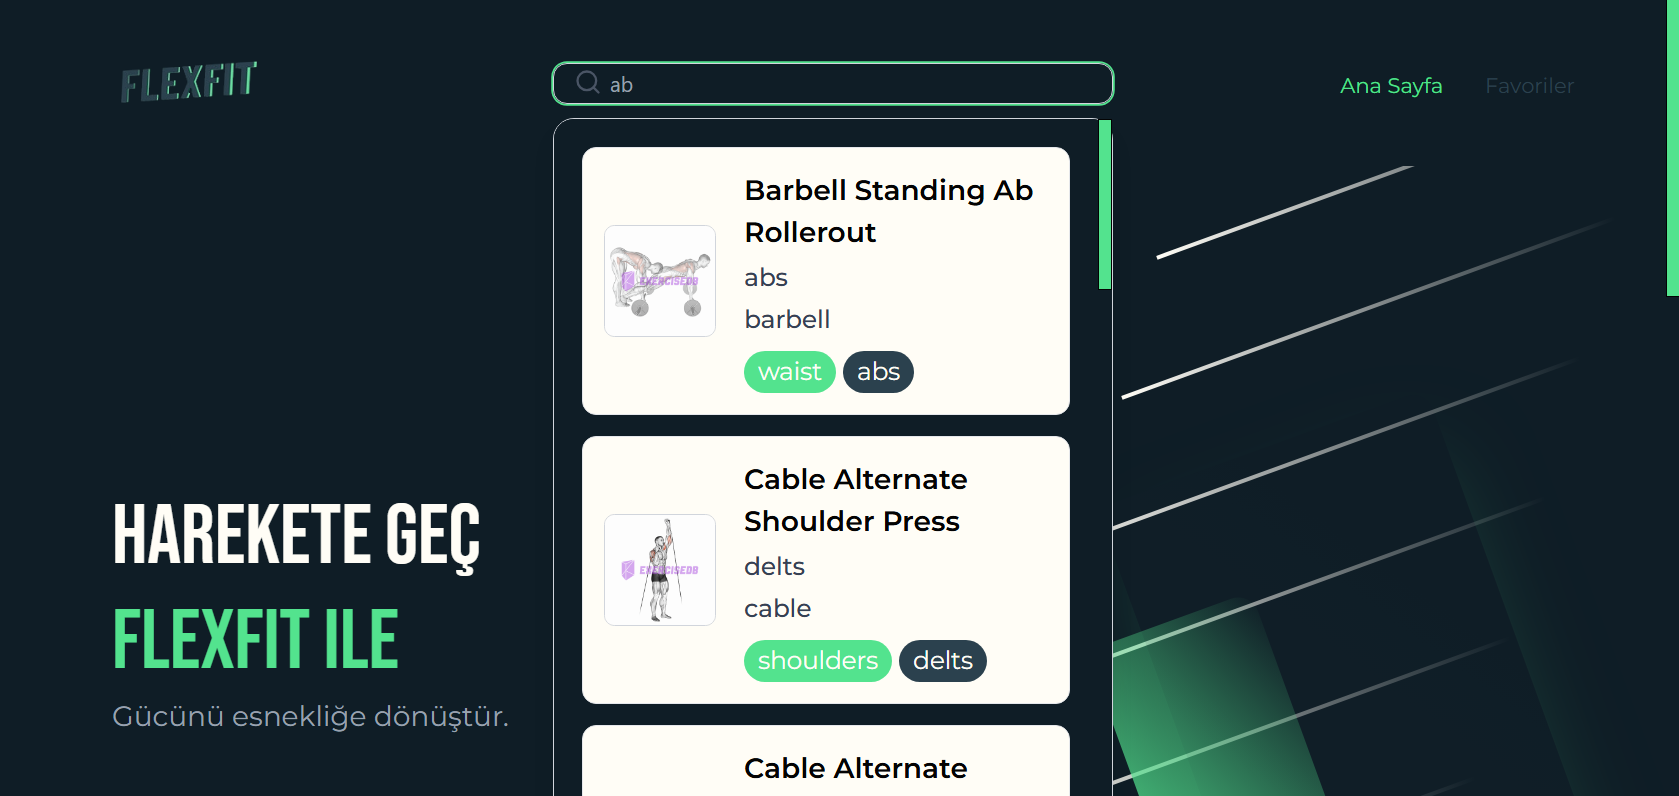 FLEXFIT
ab
Ana Sayfa
Favoriler
Barbell Standing Ab
Rollerout
EXERCISEDB
abs
barbell
waist
abs
Cable Alternate
Shoulder Press
EXERCISEDB
delts
cable
shoulders
delts
Cable Alternate
HAREKETE GEÇ
FLEXFIT ILE
Gücünü esnekliğe dönüştür.